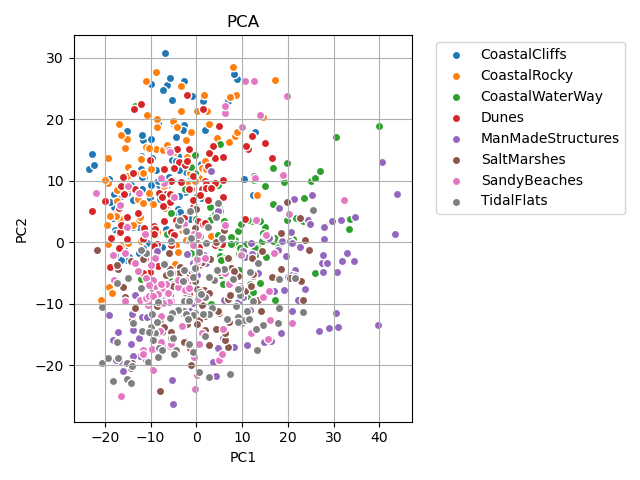 PCA
PC2
30
20
10
0
−10
−20
−20 −10 0 10 20 30 40
PC1
CoastalCliffs
CoastalRocky
CoastalWaterWay
Dunes
ManMadeStructures
SaltMarshes
SandyBeaches
TidalFlats